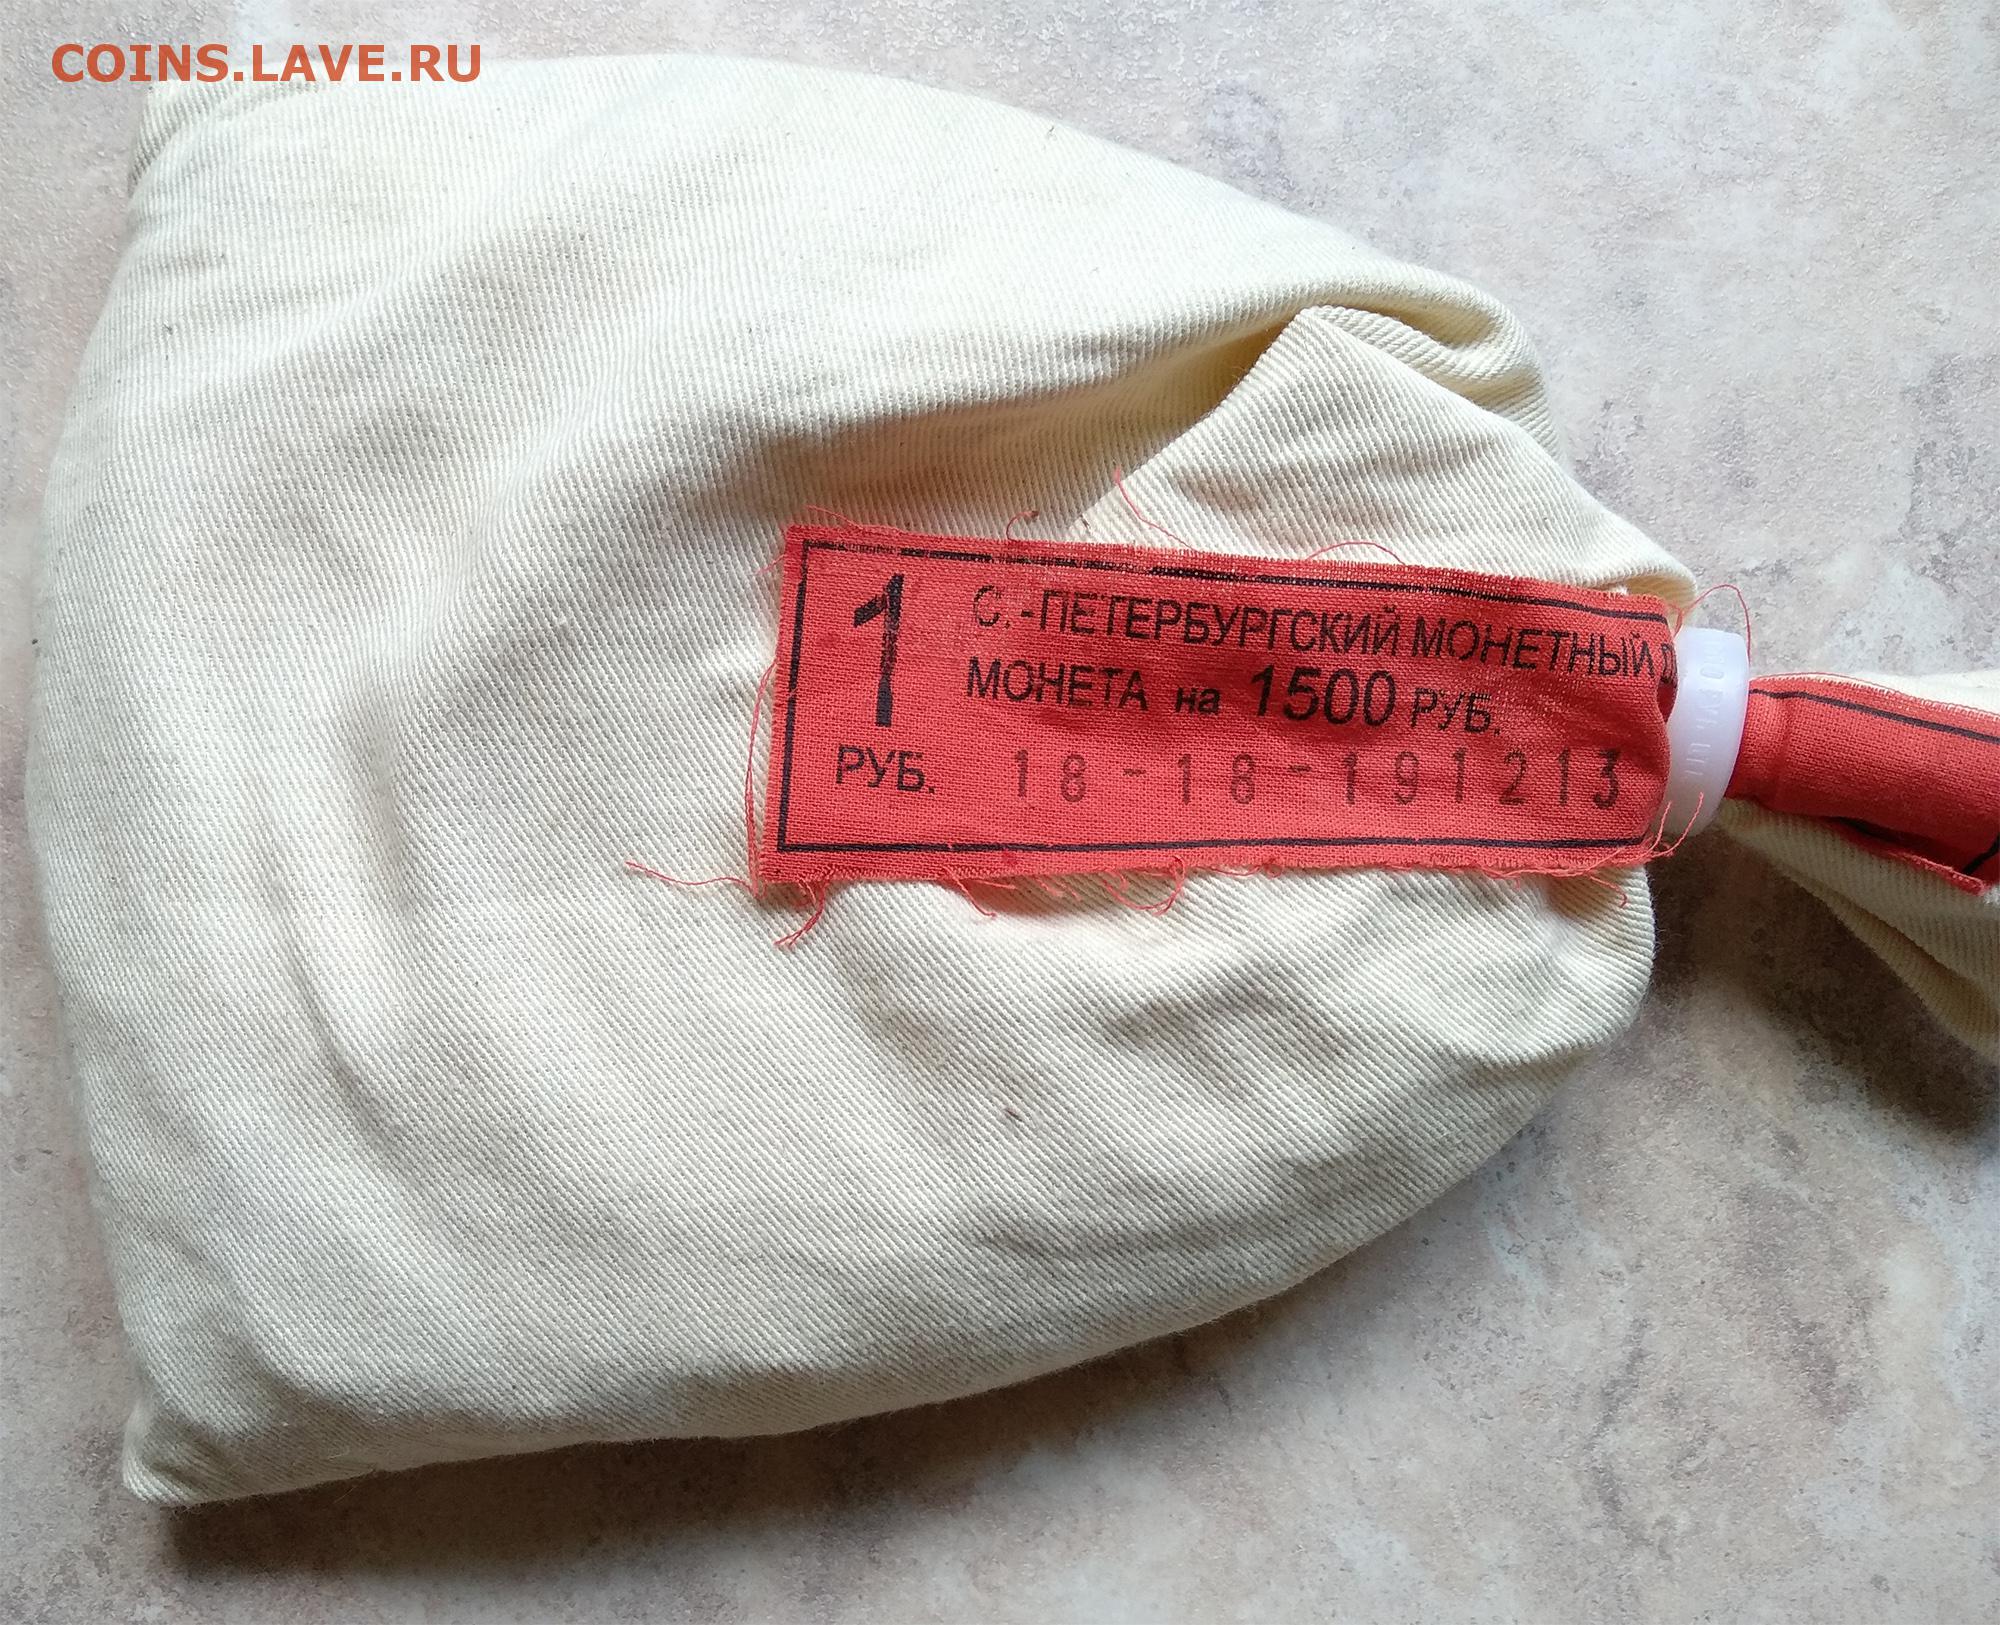 COINS.LAVE.RU
С.-ПЕТЕРБУРГСКИЙ МОНЕТНЫЙ
1 МОНЕТА на 1500 РУБ.
РУБ. 18-18-191213